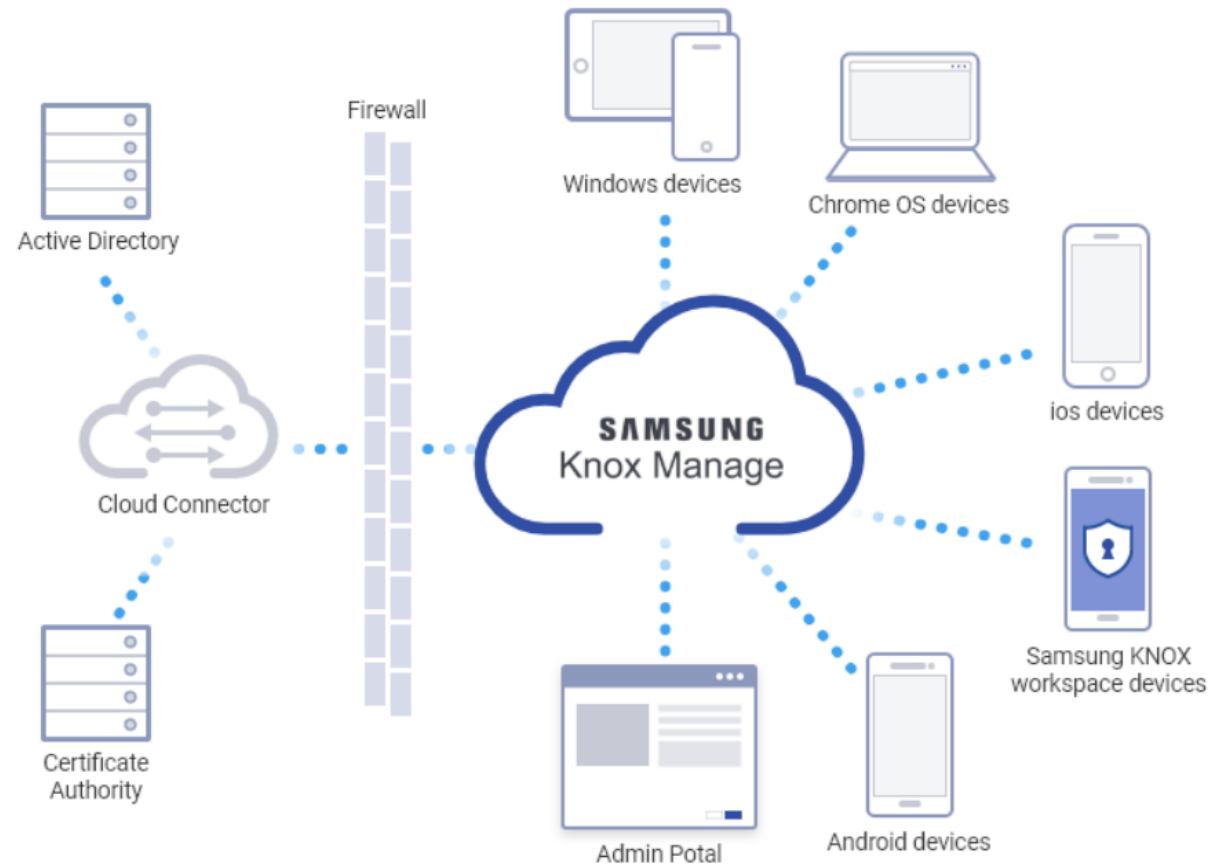 Firewall
Windows devices
Chrome OS devices
Active Directory
ios devices
SAMSUNG
Knox Manage
Cloud Connector
Samsung KNOX
workspace devices
Certificate
Authority
Android devices
Admin Potal